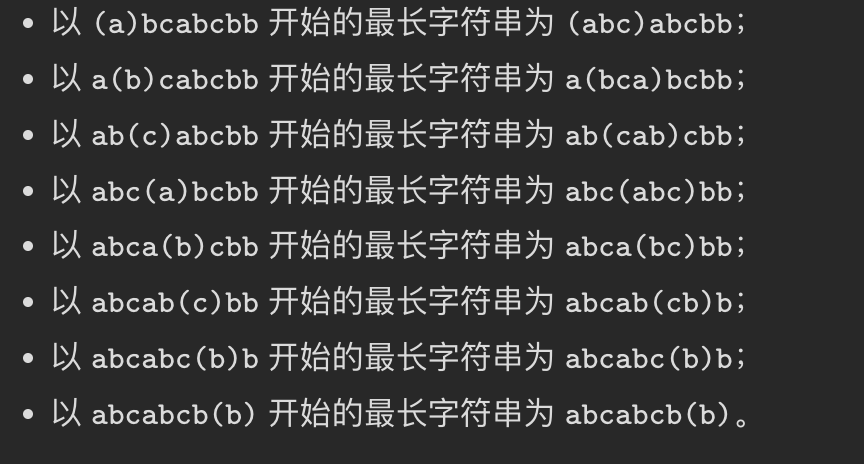 • 以 (a)bcabcbb 开始的最长字符串为 (abc)abcbb；
• 以 a(b)cabcbb 开始的最长字符串为 a(bca)bcbb；
• 以 ab(c)abcbb 开始的最长字符串为 ab(cab)cbb；
• 以 abc(a)bcbb 开始的最长字符串为 abc(abc)bb；
• 以 abca(b)cbb 开始的最长字符串为 abca(bc)bb；
• 以 abcab(c)bb 开始的最长字符串为 abcab(cb)b；
• 以 abcabc(b)b 开始的最长字符串为 abcabc(b)b；
• 以 abcabcb(b) 开始的最长字符串为 abcabcb(b)。